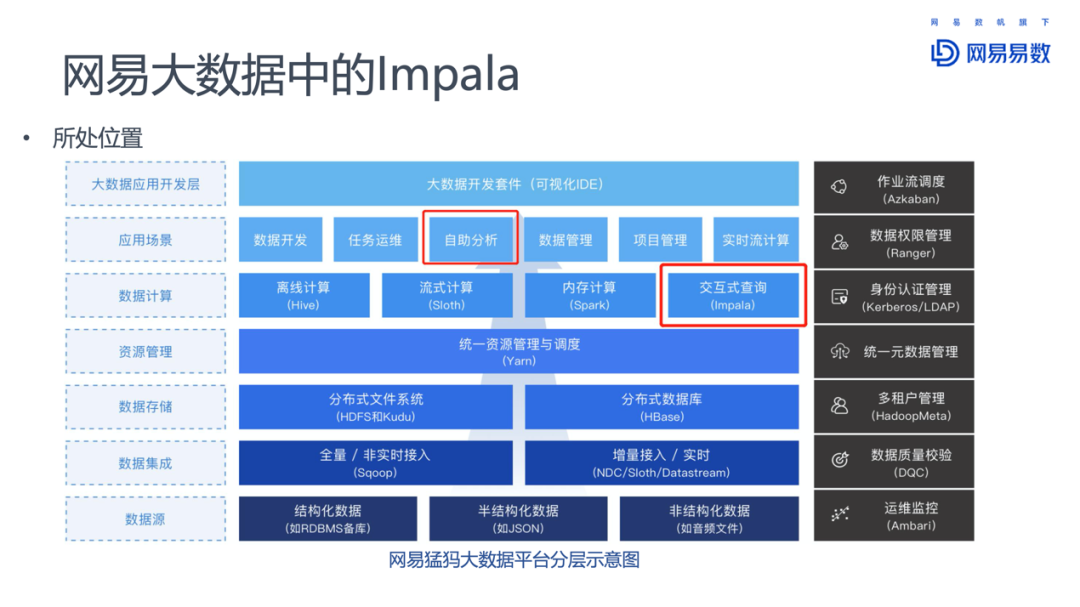 网易数帆旗下
网易易数
网易大数据中的Impala
• 所处位置
大数据应用开发层
大数据开发套件（可视化IDE）
应用场景
数据开发
任务运维
自助分析
数据管理
项目管理
实时流计算
数据计算
离线计算
(Hive)
流式计算
(Sloth)
内存计算
(Spark)
交互式查询
(Impala)
资源管理
统一资源管理与调度
(Yarn)
数据存储
分布式文件系统
(HDFS和Kudu)
分布式数据库
(HBase)
数据集成
全量 / 非实时接入
(Sqoop)
增量接入 / 实时
(NDC/Sloth/Datastream)
数据源
结构化数据
(如RDBMS备库)
半结构化数据
(如JSON)
非结构化数据
(如音频文件)
作业流调度
(Azkaban)
数据权限管理
(Ranger)
身份认证管理
(Kerberos/LDAP)
统一元数据管理
多租户管理
(HadoopMeta)
数据质量校验
(DQC)
运维监控
(Ambari)
网易猛犸大数据平台分层示意图